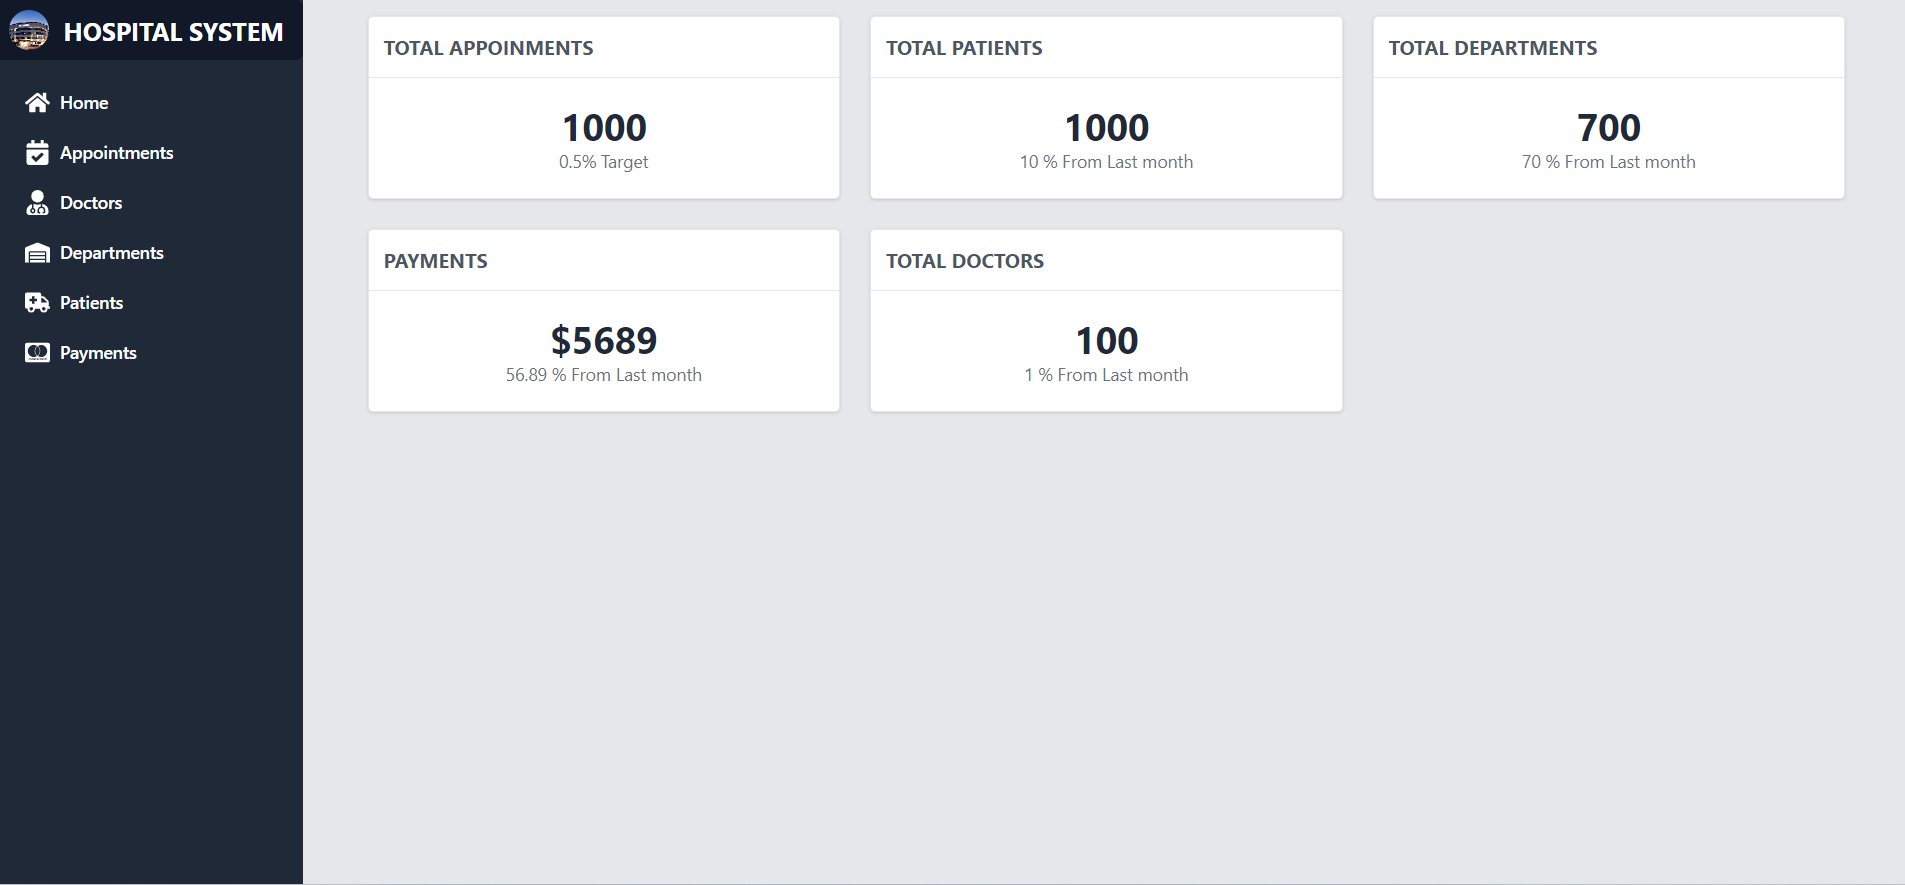 HOSPITAL SYSTEM
Home
Appointments
Doctors
Departments
Patients
Payments
TOTAL APPOINMENTS
1000
0.5% Target
TOTAL PATIENTS
1000
10 % From Last month
TOTAL DEPARTMENTS
700
70 % From Last month
PAYMENTS
$5689
56.89 % From Last month
TOTAL DOCTORS
100
1 % From Last month